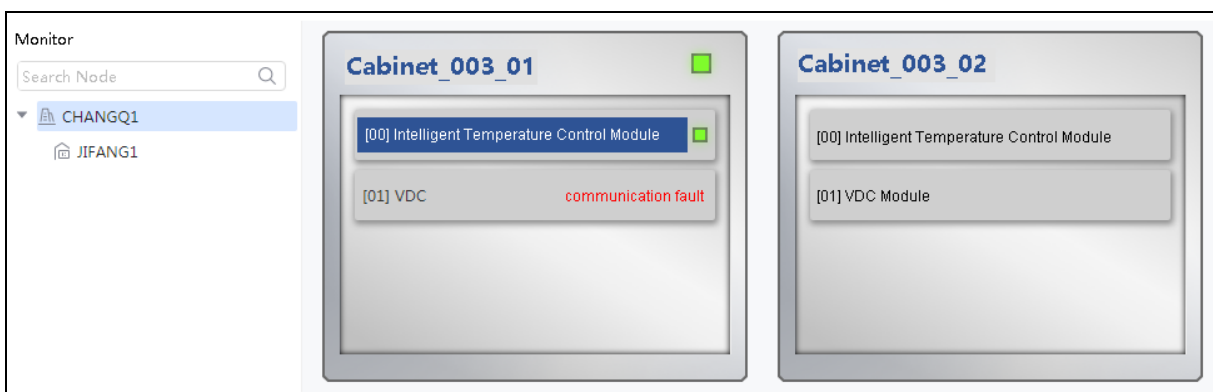 Monitor
Search Node
CHANGQ1
JIFANG1
Cabinet_003_01
[00] Intelligent Temperature Control Module
[01] VDC communication fault
Cabinet_003_02
[00] Intelligent Temperature Control Module
[01] VDC Module